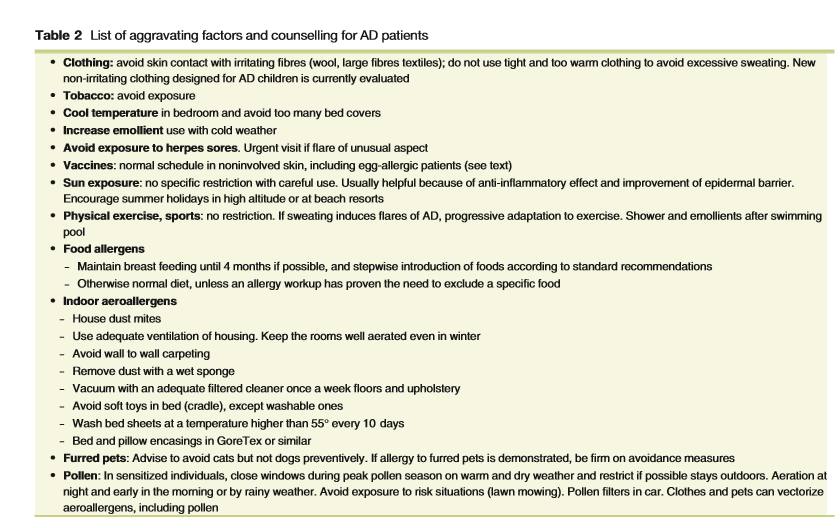 Table 2 List of aggravating factors and counselling for AD patients
• Clothing: avoid skin contact with irritating fibres (wool, large fibres textiles); do not use tight and too warm clothing to avoid excessive sweating. New
non-irritating clothing designed for AD children is currently evaluated
• Tobacco: avoid exposure
• Cool temperature in bedroom and avoid too many bed covers
• Increase emollient use with cold weather
• Avoid exposure to herpes sores. Urgent visit if flare of unusual aspect
• Vaccines: normal schedule in noninvolved skin, including egg-allergic patients (see text)
• Sun exposure: no specific restriction with careful use. Usually helpful because of anti-inflammatory effect and improvement of epidermal barrier.
Encourage summer holidays in high altitude or at beach resorts
• Physical exercise, sports: no restriction. If sweating induces flares of AD, progressive adaptation to exercise. Shower and emollients after swimming
pool
• Food allergens
– Maintain breast feeding until 4 months if possible, and stepwise introduction of foods according to standard recommendations
– Otherwise normal diet, unless an allergy workup has proven the need to exclude a specific food
• Indoor aeroallergens
– House dust mites
– Use adequate ventilation of housing. Keep the rooms well aerated even in winter
– Avoid wall to wall carpeting
– Remove dust with a wet sponge
– Vacuum with an adequate filtered cleaner once a week floors and upholstery
– Avoid soft toys in bed (cradle), except washable ones
– Wash bed sheets at a temperature higher than 55° every 10 days
– Bed and pillow encasings in GoreTex or similar
• Furred pets: Advise to avoid cats but not dogs preventively. If allergy to furred pets is demonstrated, be firm on avoidance measures
• Pollen: In sensitized individuals, close windows during peak pollen season on warm and dry weather and restrict if possible stays outdoors. Aeration at
night and early in the morning or by rainy weather. Avoid exposure to risk situations (lawn mowing). Pollen filters in car. Clothes and pets can vectorize
aeroallergens, including pollen